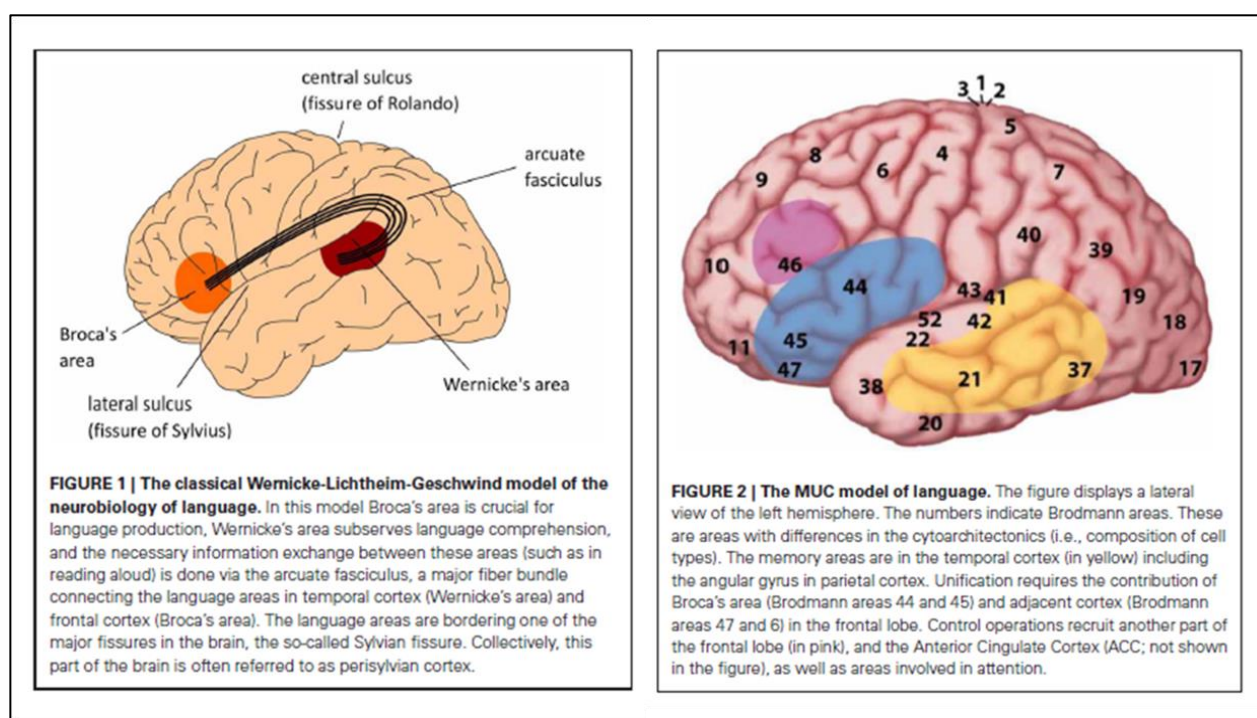 central sulcus
(fissure of Rolando)
arcuate
fasciculus
Broca's
area
Wernicke's area
lateral sulcus
(fissure of Sylvius)
FIGURE 1 | The classical Wernicke-Lichtheim-Geschwind model of the
neurobiology of language. In this model Broca's area is crucial for
language production, Wernicke's area subserves language comprehension,
and the necessary information exchange between these areas (such as in
reading aloud) is done via the arcuate fasciculus, a major fiber bundle
connecting the language areas in temporal cortex (Wernicke's area) and
frontal cortex (Broca's area). The language areas are bordering one of the
major fissures in the brain, the so-called Sylvian fissure. Collectively, this
part of the brain is often referred to as perisylvian cortex.
3 1 2
5
8
4
6
7
9
40
39
10
46
44
43 41
19
52
42
18
11
45
22
47
38
21
37
17
20
FIGURE 2 | The MUC model of language. The figure displays a lateral
view of the left hemisphere. The numbers indicate Brodmann areas. These
are areas with differences in the cytoarchitectonics (i.e., composition of cell
types). The memory areas are in the temporal cortex (in yellow) including
the angular gyrus in parietal cortex. Unification requires the contribution of
Broca's area (Brodmann areas 44 and 45) and adjacent cortex (Brodmann
areas 47 and 6) in the frontal lobe. Control operations recruit another part of
the frontal lobe (in pink), and the Anterior Cingulate Cortex (ACC; not shown
in the figure), as well as areas involved in attention.